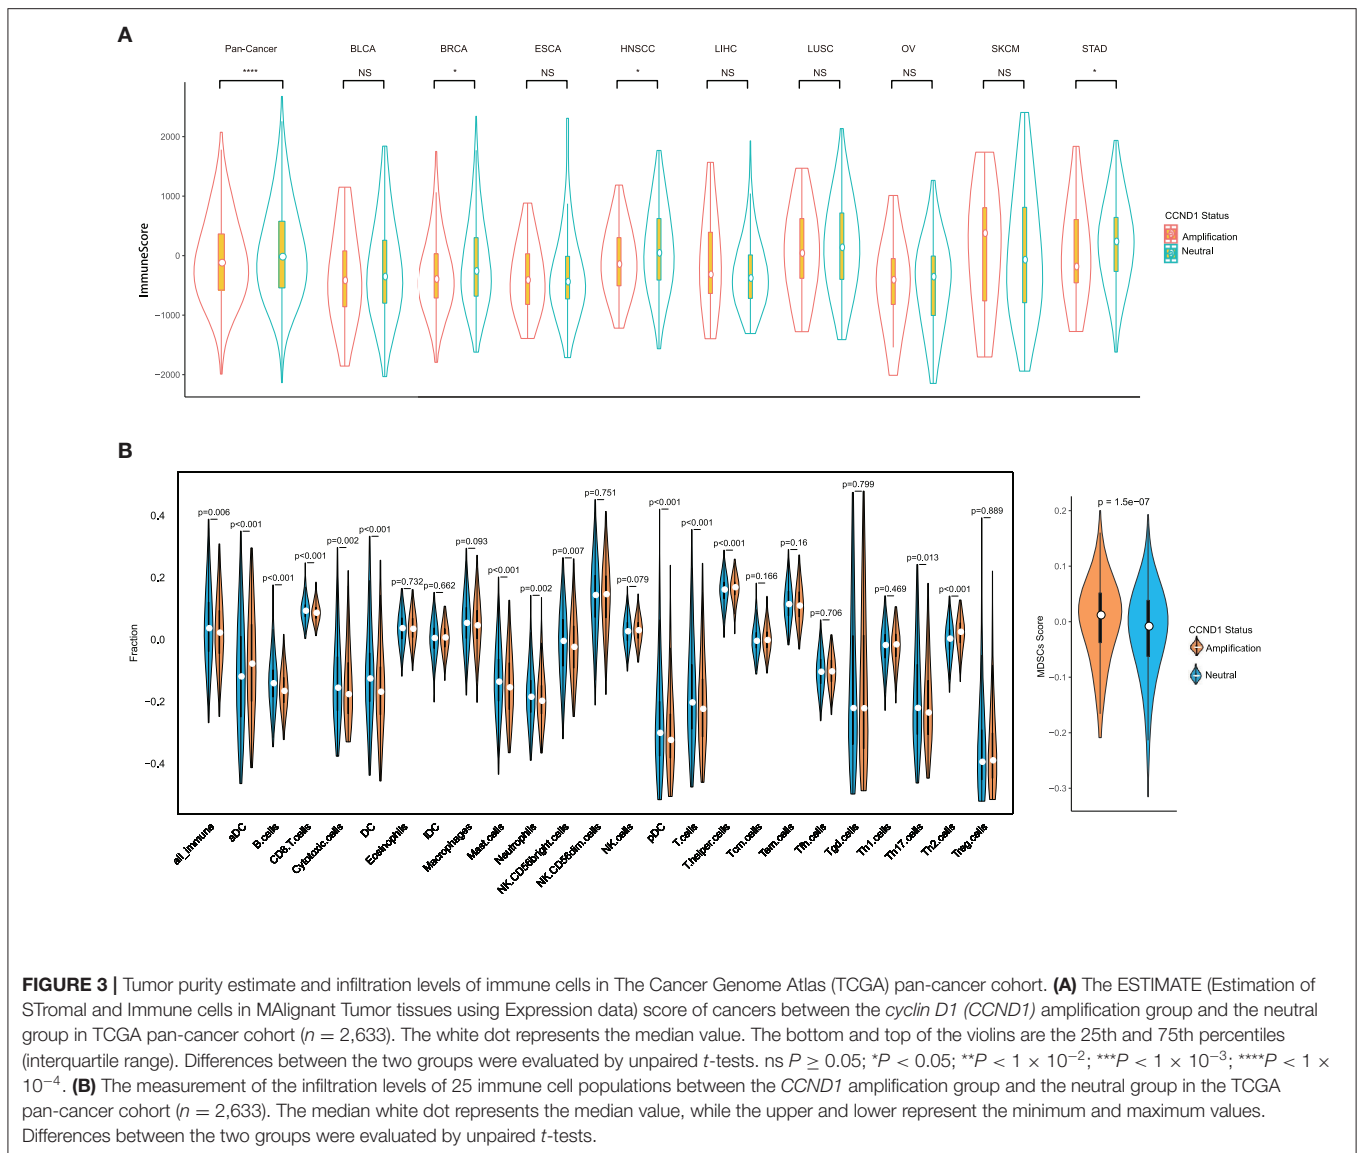 A
Pan-Cancer BLCA BRCA ESCA HNSCC LIHC LUSC OV SKCM STAD
**** NS * NS * NS NS NS NS *
ImmuneScore
2000
1000
0
−1000
−2000
CCND1 Status
Amplification
Neutral
B
p=0.006 p<0.001 p<0.001 p<0.001 p=0.002 p<0.001 p=0.732 p=0.662 p=0.093 p<0.001 p=0.002 p=0.007 p=0.751 p=0.079 p<0.001 p<0.001 p<0.001 p=0.166 p=0.16 p=0.706 p=0.799 p=0.469 p=0.013 p<0.001 p=0.889
Fraction
0.4
0.2
0.0
−0.2
−0.4
all_immune aDC B.cells CD8.T.cells Cytotoxic.cells DC Eosinophils iDC Macrophages Mast.cells Neutrophils NK.CD56bright.cells NK.CD56dim.cells NK.cells pDC T.cells T.helper.cells Tcm.cells Tem.cells Tfh.cells Tgd.cells Th1.cells Th17.cells Th2.cells Treg.cells
p = 1.5e−07
MDSCs Score
0.2
0.1
0.0
−0.1
−0.2
−0.3
CCND1 Status
Amplification
Neutral
FIGURE 3 | Tumor purity estimate and infiltration levels of immune cells in The Cancer Genome Atlas (TCGA) pan-cancer cohort. (A) The ESTIMATE (Estimation of
STromal and Immune cells in MAlignant Tumor tissues using Expression data) score of cancers between the cyclin D1 (CCND1) amplification group and the neutral
group in TCGA pan-cancer cohort (n = 2,633). The white dot represents the median value. The bottom and top of the violins are the 25th and 75th percentiles
(interquartile range). Differences between the two groups were evaluated by unpaired t-tests. ns P ≥ 0.05; *P < 0.05; **P < 1 × 10⁻²; ***P < 1 × 10⁻³; ****P < 1 ×
10⁻⁴. (B) The measurement of the infiltration levels of 25 immune cell populations between the CCND1 amplification group and the neutral group in the TCGA
pan-cancer cohort (n = 2,633). The median white dot represents the median value, while the upper and lower represent the minimum and maximum values.
Differences between the two groups were evaluated by unpaired t-tests.